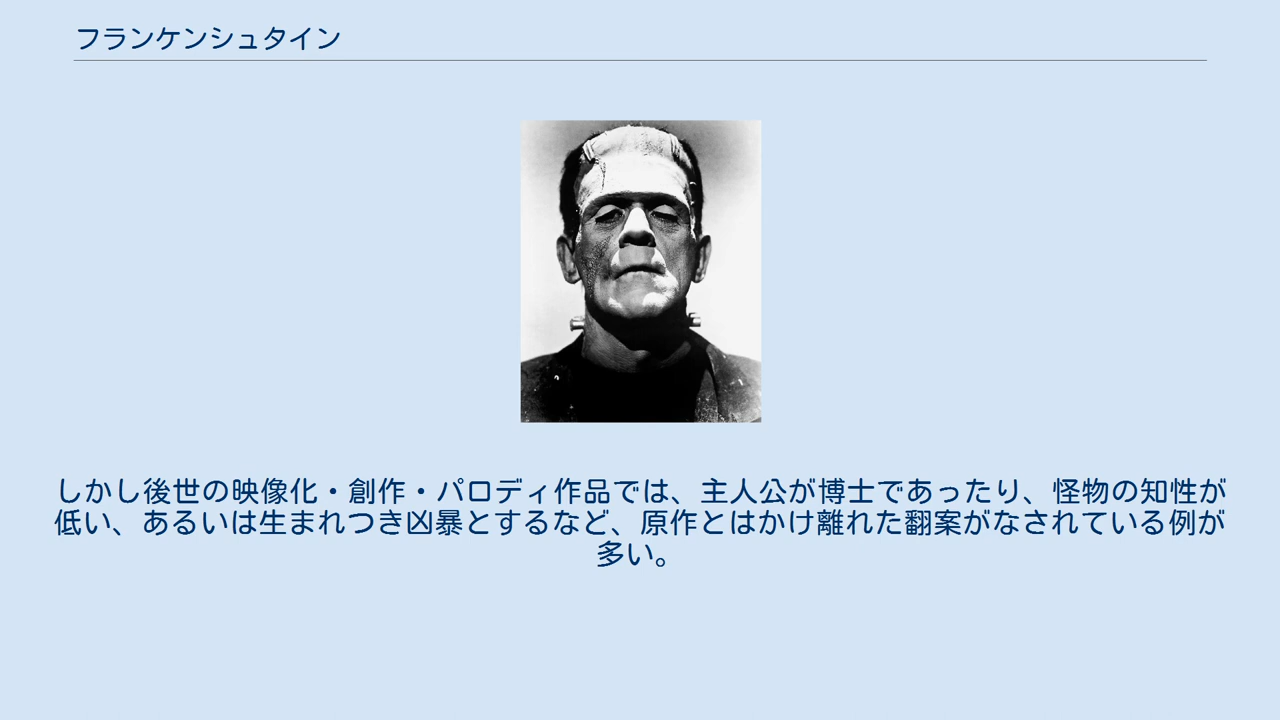 フランケンシュタイン
しかし後世の映像化・創作・パロディ作品では、主人公が博士であったり、怪物の知性が
低い、あるいは生まれつき凶暴とするなど、原作とはかけ離れた翻案がなされている例が
多い。